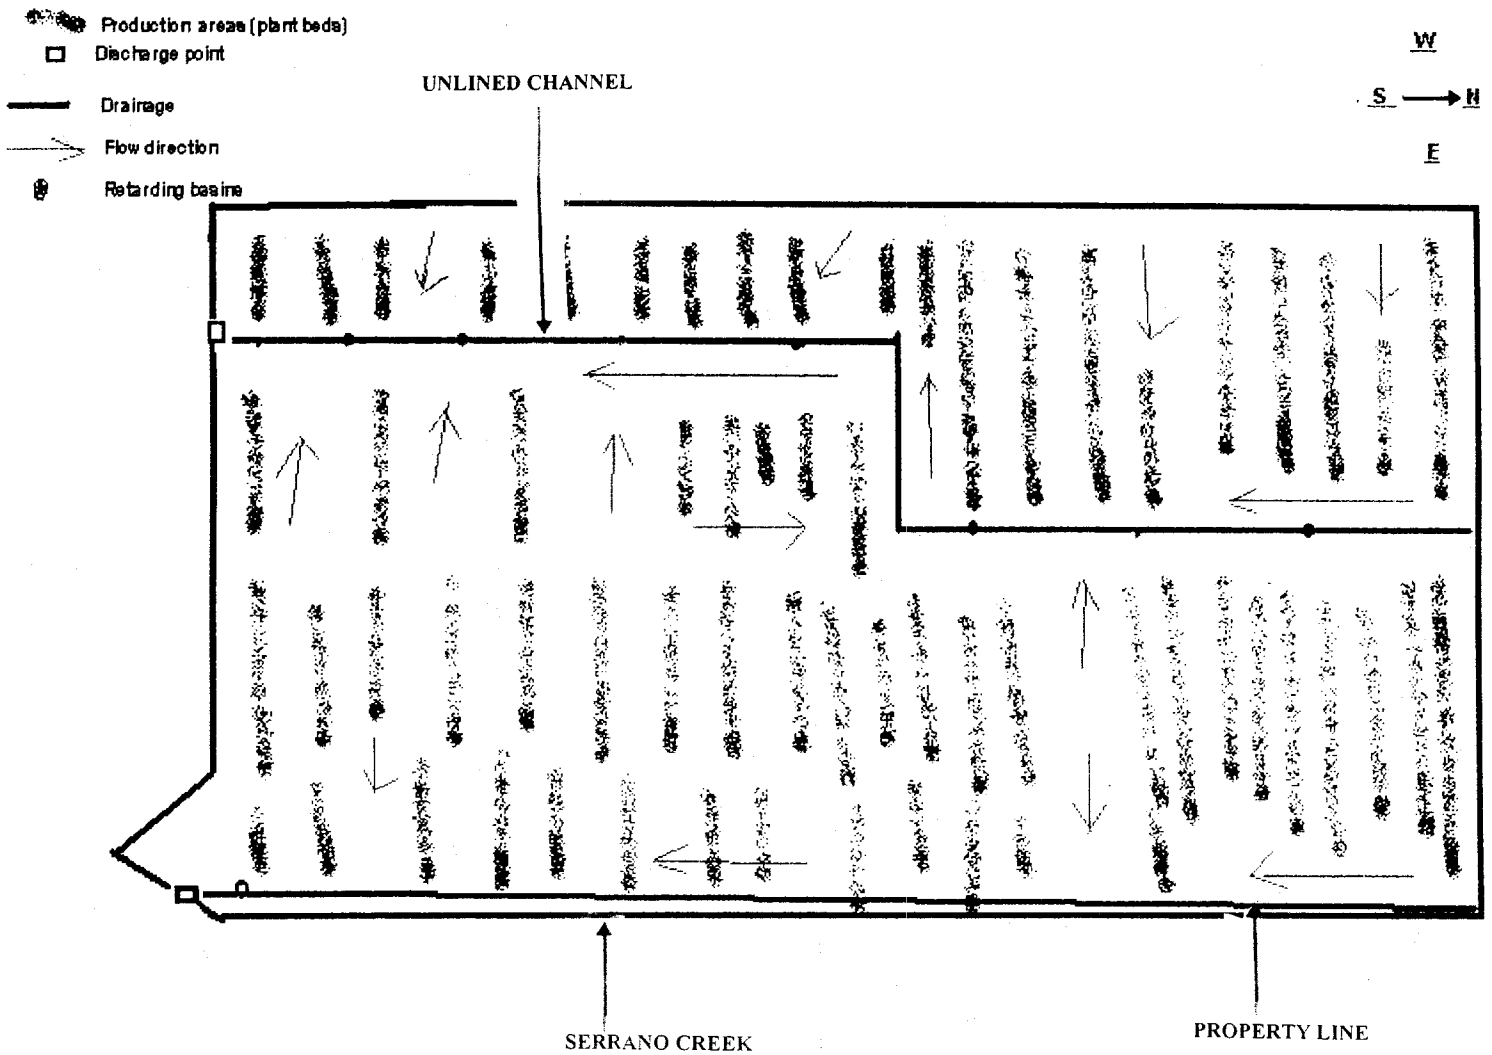 Production areas (plant beds)
Discharge point
UNLINED CHANNEL
Drainage
Flow direction
Retarding basins
W
S N
E
SERRANO CREEK
PROPERTY LINE